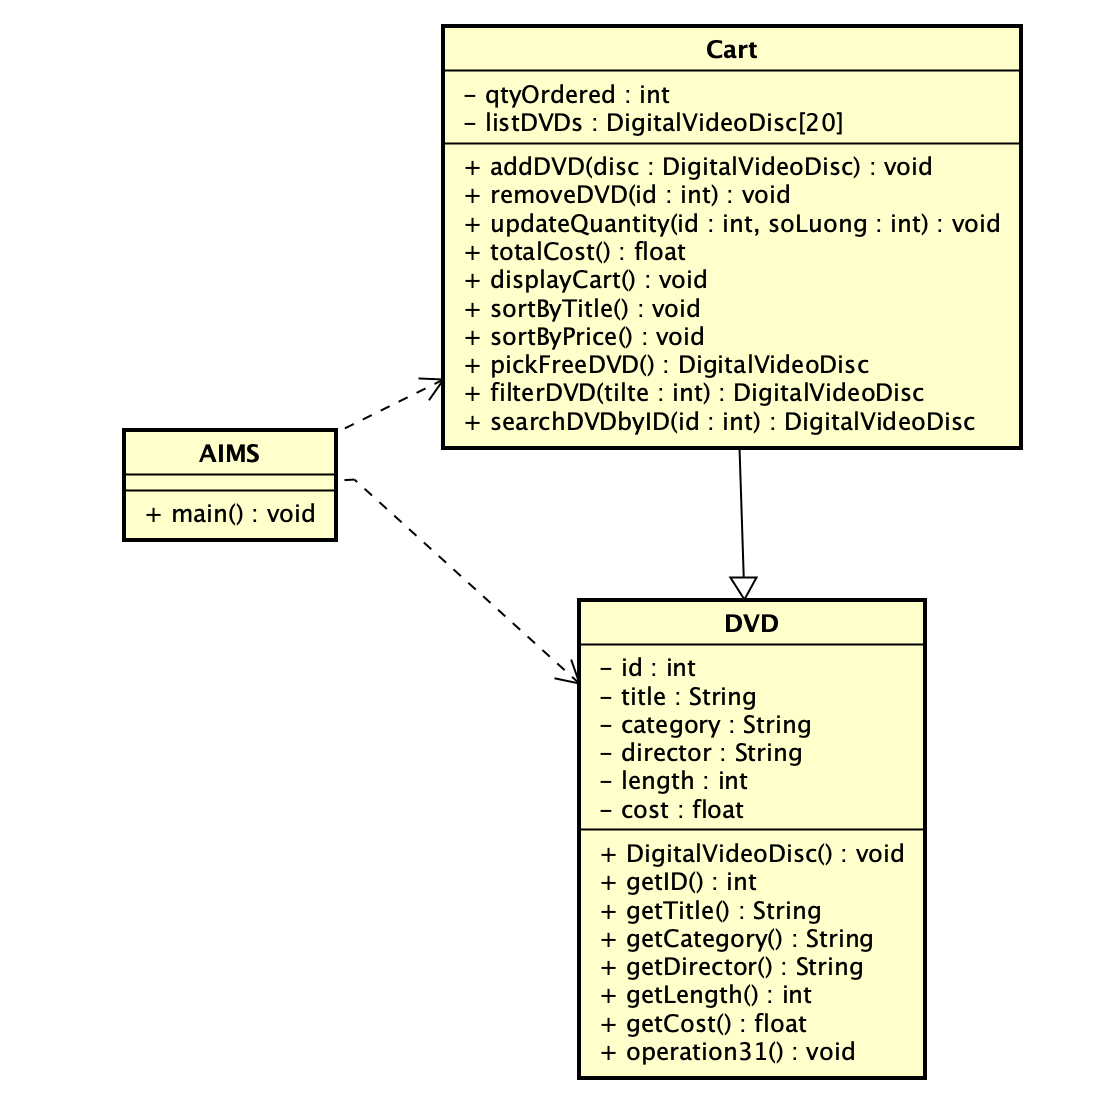 Cart
- qtyOrdered : int
- listDVDs : DigitalVideoDisc[20]
+ addDVD(disc : DigitalVideoDisc) : void
+ removeDVD(id : int) : void
+ updateQuantity(id : int, soLuong : int) : void
+ totalCost() : float
+ displayCart() : void
+ sortByTitle() : void
+ sortByPrice() : void
+ pickFreeDVD() : DigitalVideoDisc
+ filterDVD(tilte : int) : DigitalVideoDisc
+ searchDVDbyID(id : int) : DigitalVideoDisc
AIMS
+ main() : void
DVD
- id : int
- title : String
- category : String
- director : String
- length : int
- cost : float
+ DigitalVideoDisc() : void
+ getID() : int
+ getTitle() : String
+ getCategory() : String
+ getDirector() : String
+ getLength() : int
+ getCost() : float
+ operation31() : void